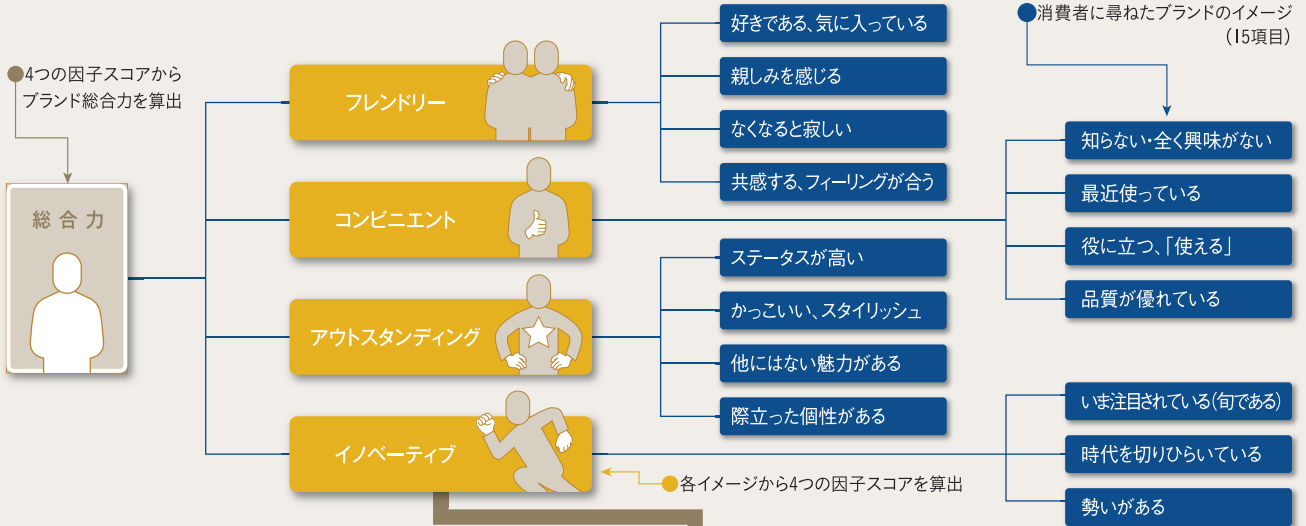 4つの因子スコアから
ブランド総合力を算出
総合力
フレンドリー
コンビニエント
アウトスタンディング
イノベーティブ
各イメージから4つの因子スコアを算出
好きである、気に入っている
親しみを感じる
なくなると寂しい
共感する、フィーリングが合う
ステータスが高い
かっこいい、スタイリッシュ
他にはない魅力がある
際立った個性がある
消費者に尋ねたブランドのイメージ
(15項目)
知らない・全く興味がない
最近使っている
役に立つ、「使える」
品質が優れている
いま注目されている(旬である)
時代を切りひらいている
勢いがある